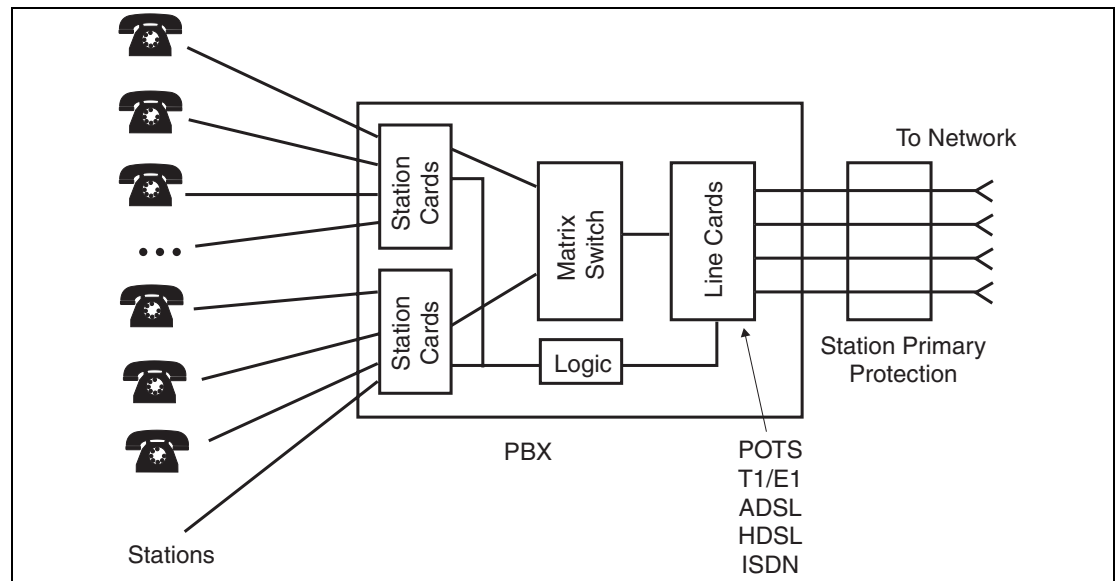 To Network
Station
Cards
Matrix
Switch
Line Cards
Station
Cards
Logic
Station Primary
Protection
PBX
POTS
T1/E1
ADSL
HDSL
ISDN
Stations